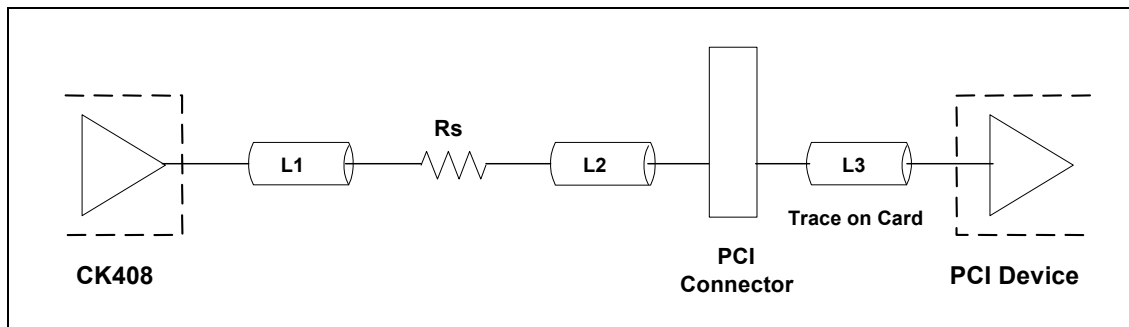 Rs
L1
L2
L3
Trace on Card
CK408
PCI
Connector
PCI Device